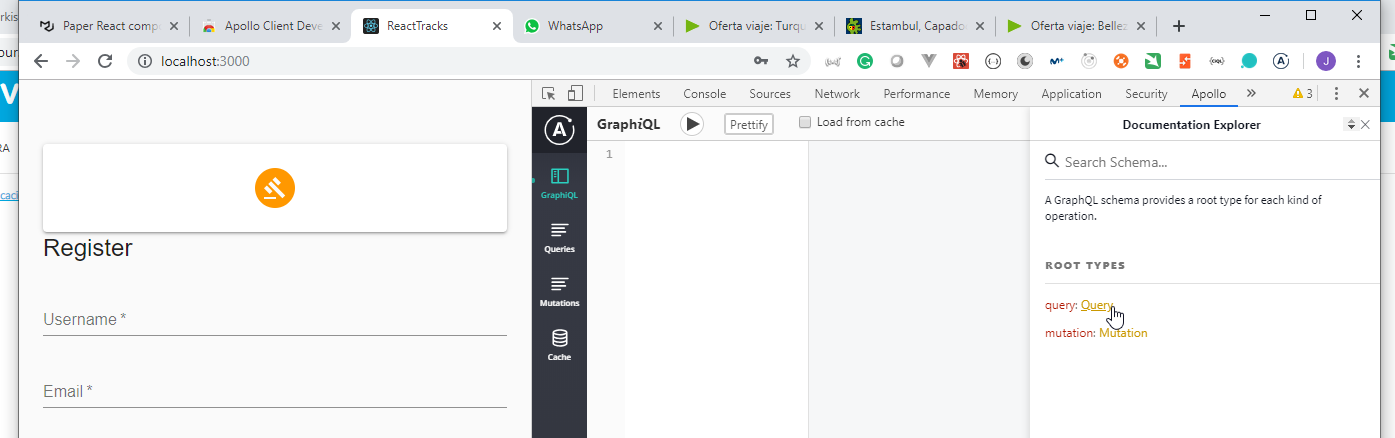 Paper React compo
Apollo Client Deve
ReactTracks
WhatsApp
Oferta viaje: Turqu
Estambul, Capado
Oferta viaje: Bellez
localhost:3000
J
Elements
Console
Sources
Network
Performance
Memory
Application
Security
Apollo
3
GraphiQL
Prettify
Load from cache
Documentation Explorer
1
Search Schema...
A GraphQL schema provides a root type for each kind of
operation.
ROOT TYPES
query: Query
mutation: Mutation
GraphiQL
Queries
Mutations
Cache
Register
Username *
Email *